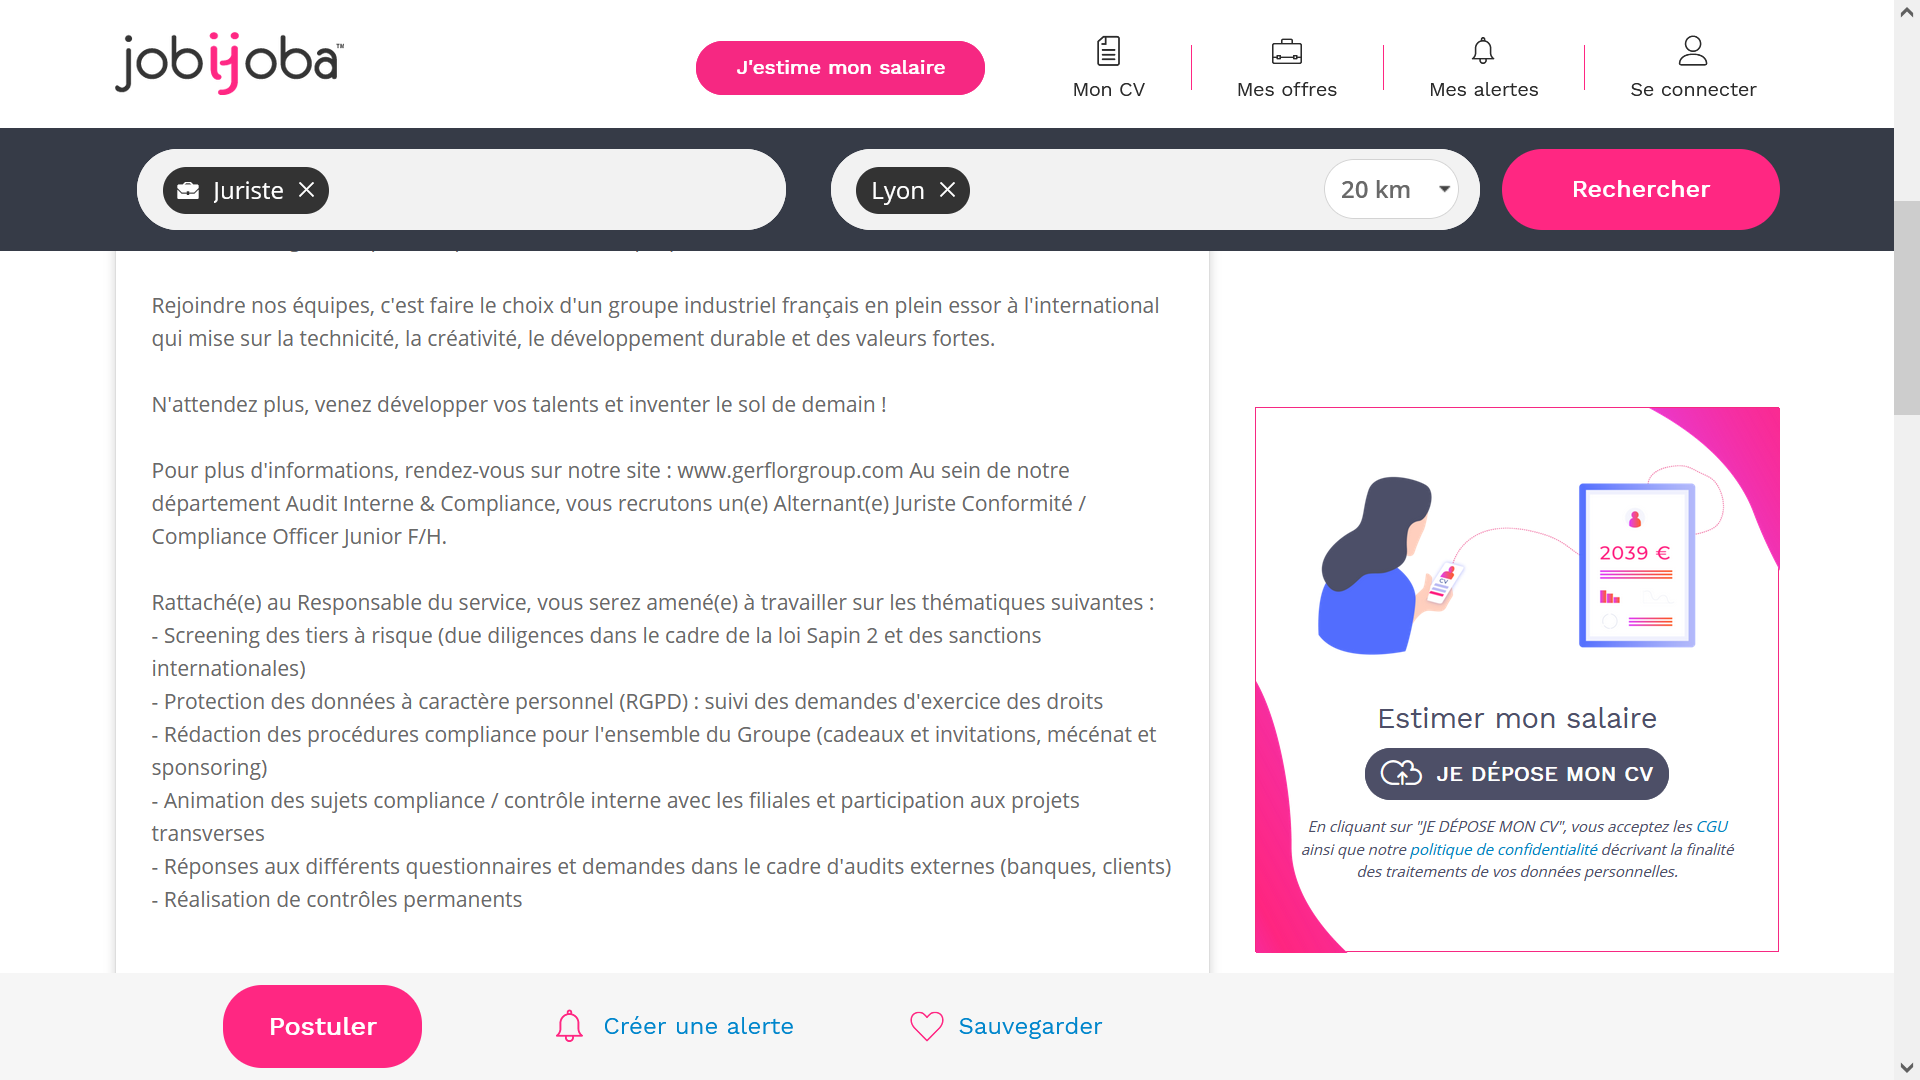 jobijoba™
J'estime mon salaire
Mon CV
Mes offres
Mes alertes
Se connecter
Juriste
Lyon
20 km
Rechercher
Rejoindre nos équipes, c'est faire le choix d'un groupe industriel français en plein essor à l'international
qui mise sur la technicité, la créativité, le développement durable et des valeurs fortes.
N'attendez plus, venez développer vos talents et inventer le sol de demain !
Pour plus d'informations, rendez-vous sur notre site : www.gerflorgroup.com Au sein de notre
département Audit Interne & Compliance, vous recrutons un(e) Alternant(e) Juriste Conformité /
Compliance Officer Junior F/H.
Rattaché(e) au Responsable du service, vous serez amené(e) à travailler sur les thématiques suivantes :
- Screening des tiers à risque (due diligences dans le cadre de la loi Sapin 2 et des sanctions
internationales)
- Protection des données à caractère personnel (RGPD) : suivi des demandes d'exercice des droits
- Rédaction des procédures compliance pour l'ensemble du Groupe (cadeaux et invitations, mécénat et
sponsoring)
- Animation des sujets compliance / contrôle interne avec les filiales et participation aux projets
transverses
- Réponses aux différents questionnaires et demandes dans le cadre d'audits externes (banques, clients)
- Réalisation de contrôles permanents
CV
2039 €
Estimer mon salaire
JE DÉPOSE MON CV
En cliquant sur "JE DÉPOSE MON CV", vous acceptez les CGU
ainsi que notre politique de confidentialité décrivant la finalité
des traitements de vos données personnelles.
Postuler
Créer une alerte
Sauvegarder